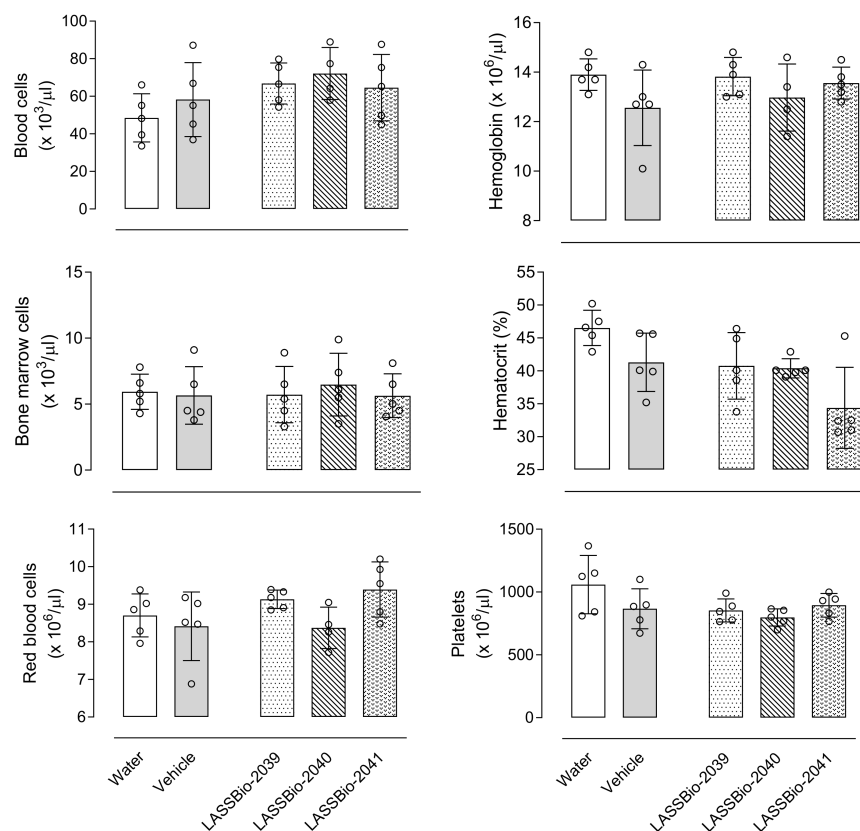 Blood cells
(x 10³/µl)
100
80
60
40
20
0
Hemoglobin (x 10⁶/µl)
16
14
12
10
8
Bone marrow cells
(x 10³/µl)
15
10
5
0
Hematocrit (%)
55
50
45
40
35
30
25
Red blood cells
(x 10⁶/µl)
11
10
9
8
7
6
Platelets
(x 10⁶/µl)
1500
1000
500
0
Water
Vehicle
LASSBio-2039
LASSBio-2040
LASSBio-2041
Water
Vehicle
LASSBio-2039
LASSBio-2040
LASSBio-2041